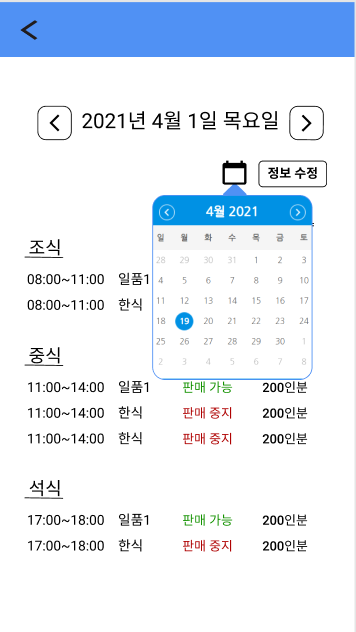 2021년 4월 1일 목요일
정보 수정
4월 2021
일 월 화 수 목 금 토
28 29 30 31 1 2 3
4 5 6 7 8 9 10
11 12 13 14 15 16 17
18 19 20 21 22 23 24
25 26 27 28 29 30 1
2 3 4 5 6 7 8
조식
08:00~11:00 일품1
08:00~11:00 한식
중식
11:00~14:00 일품1 판매 가능 200인분
11:00~14:00 한식 판매 중지 200인분
11:00~14:00 한식 판매 중지 200인분
석식
17:00~18:00 일품1 판매 가능 200인분
17:00~18:00 한식 판매 중지 200인분